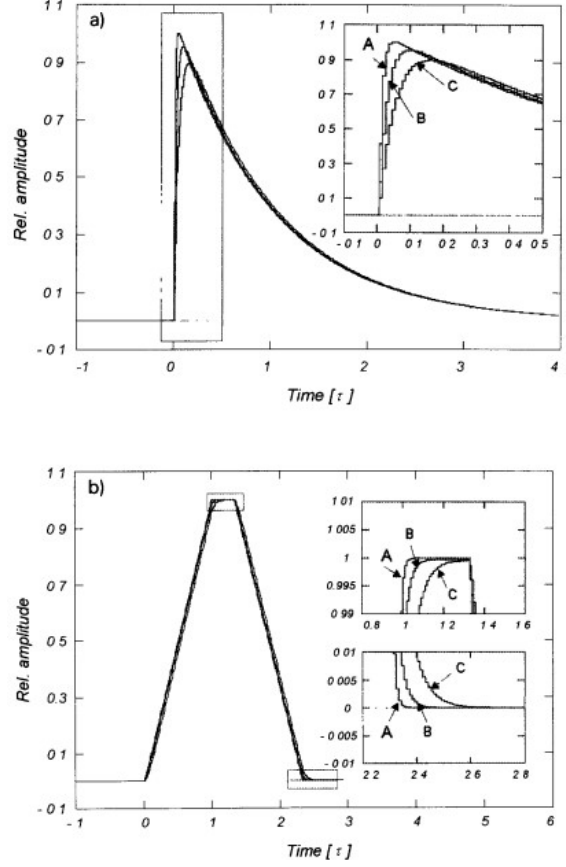 a)
1 1
0 9
0 7
0 5
0 3
0 1
- 0 1
Rel. amplitude
-1 0 1 2 3 4
Time [ τ ]
1 1
0 9
0 7
0 5
0 3
0 1
- 0 1
- 0 1 0 0 1 0 2 0 3 0 4 0 5
A
B
C
b)
1 1
0 9
0 7
0 5
0 3
0 1
- 0 1
Rel. amplitude
-1 0 1 2 3 4 5 6
Time [ τ ]
1 01
1 005
1
0 995
0 99
0 8 1 1 2 1 4 1 6
A
B
C
0 01
0 005
0
- 0 005
- 0 01
2 2 2 4 2 6 2 8
A
B
C